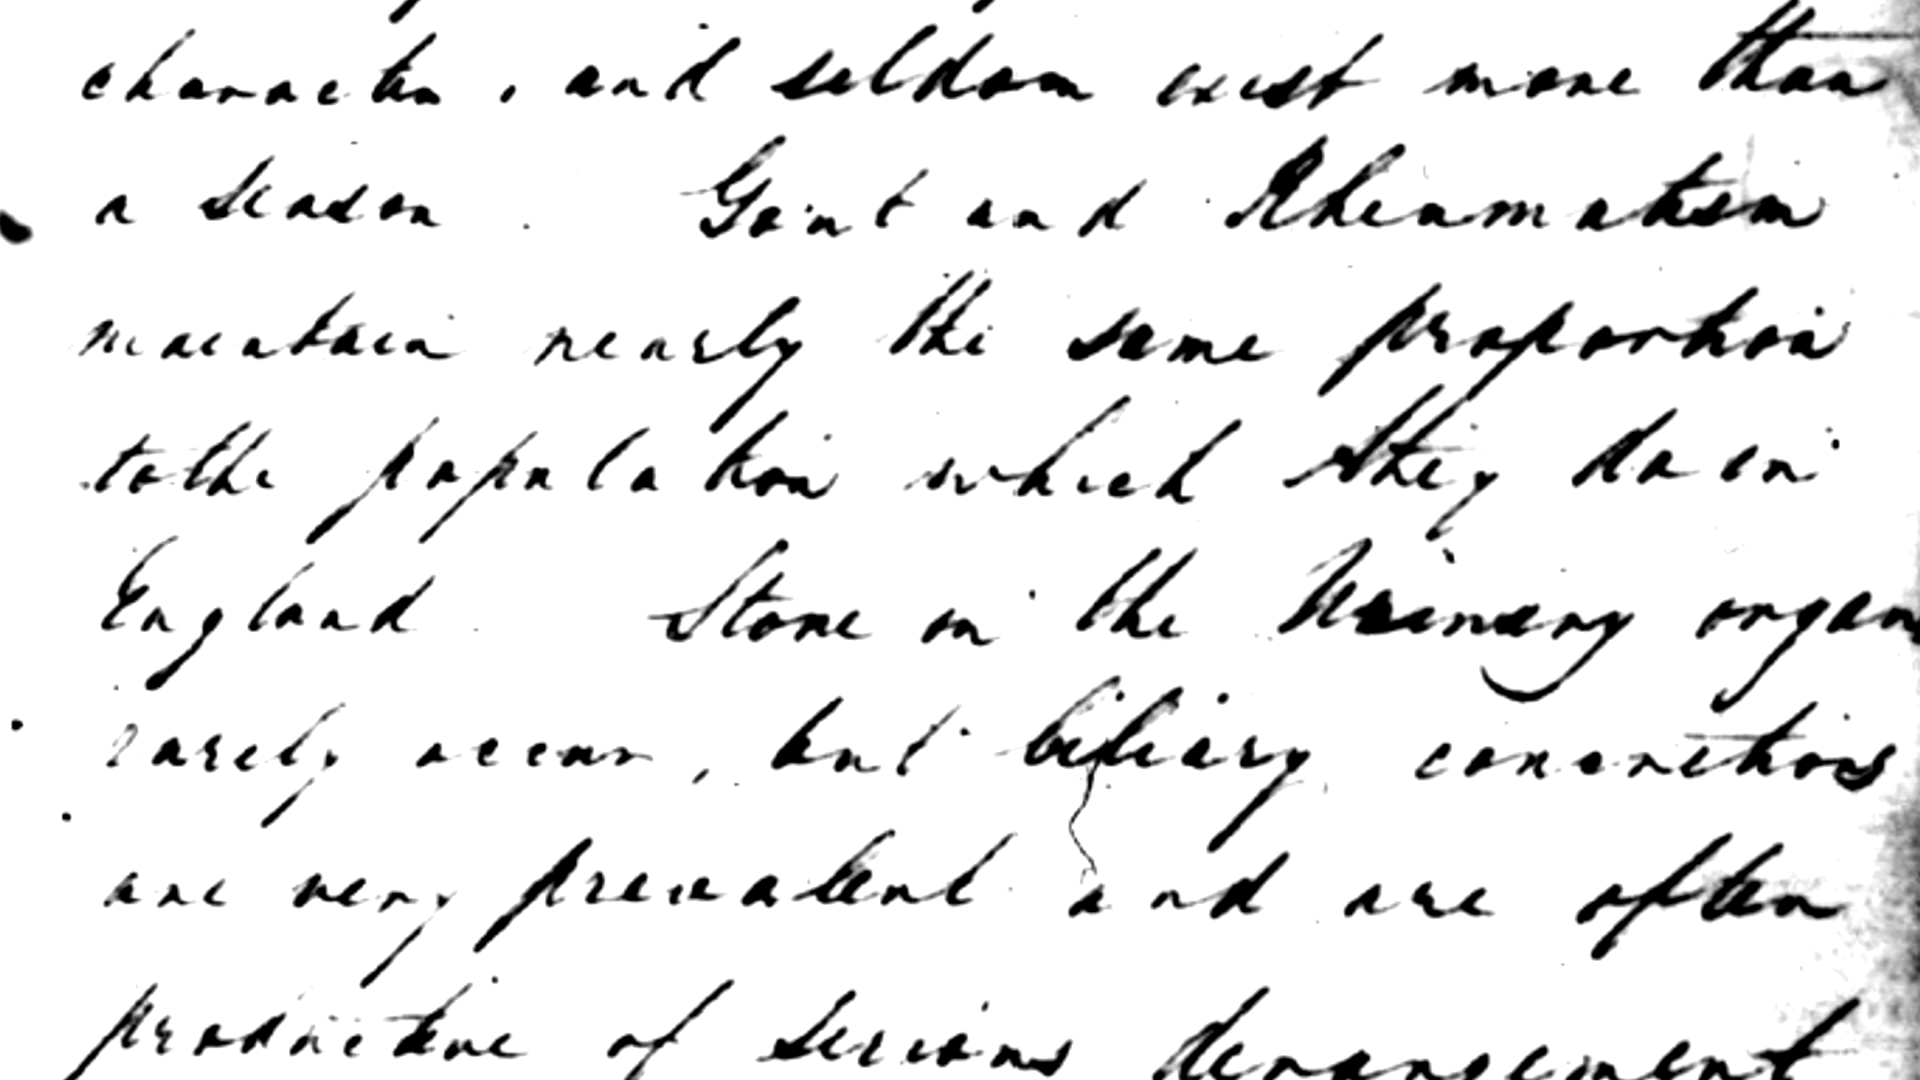 character, and seldom exist more than
a Season. Gout and Rheumatism
maintain nearly the same proportion
to the population which they do in
England. Stone in the Urinary organ
rarely occur, but biliary concretions
are very prevalent and are often
productive of serious derangement